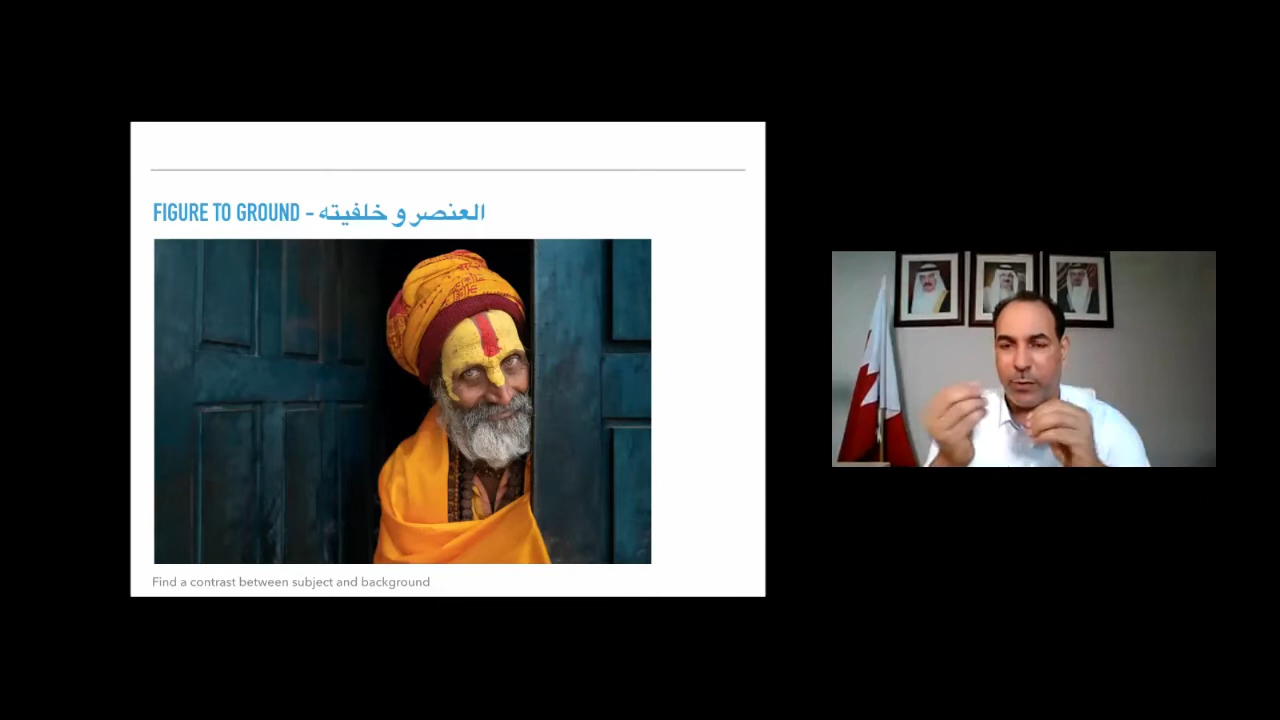 FIGURE TO GROUND - العنصر و خلفيته
Find a contrast between subject and background